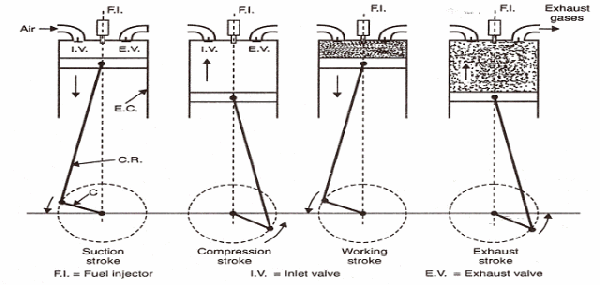 F.I. F.I. F.I. F.I. Exhaust gases
Air I.V. E.V. I.V. E.V.
E.C.
C.R.
C
Suction stroke
Compression stroke
Working stroke
Exhaust stroke
F.I. = Fuel injector I.V. = Inlet valve E.V. = Exhaust valve